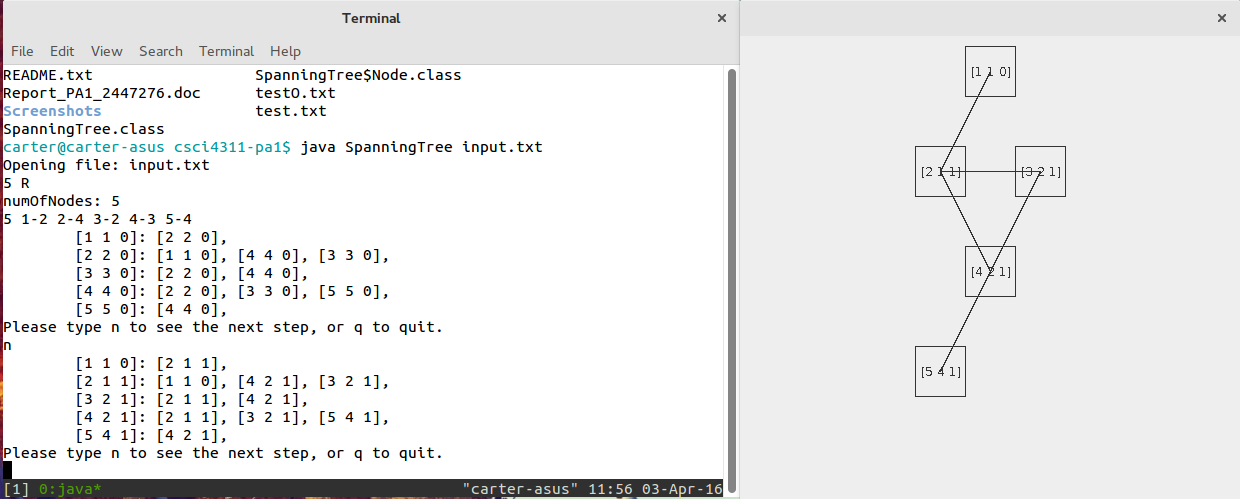 Terminal
File Edit View Search Terminal Help
README.txt SpanningTree$Node.class
Report_PA1_2447276.doc testO.txt
Screenshots test.txt
SpanningTree.class
carter@carter-asus csci4311-pa1$ java SpanningTree input.txt
Opening file: input.txt
5 R
numOfNodes: 5
5 1-2 2-4 3-2 4-3 5-4
[1 1 0]: [2 2 0],
[2 2 0]: [1 1 0], [4 4 0], [3 3 0],
[3 3 0]: [2 2 0], [4 4 0],
[4 4 0]: [2 2 0], [3 3 0], [5 5 0],
[5 5 0]: [4 4 0],
Please type n to see the next step, or q to quit.
n
[1 1 0]: [2 1 1],
[2 1 1]: [1 1 0], [4 2 1], [3 2 1],
[3 2 1]: [2 1 1], [4 2 1],
[4 2 1]: [2 1 1], [3 2 1], [5 4 1],
[5 4 1]: [4 2 1],
Please type n to see the next step, or q to quit.
[1] 0:java* "carter-asus" 11:56 03-Apr-16
[1 1 0]
[2 1 1] [3 2 1]
[4 2 1]
[5 4 1]